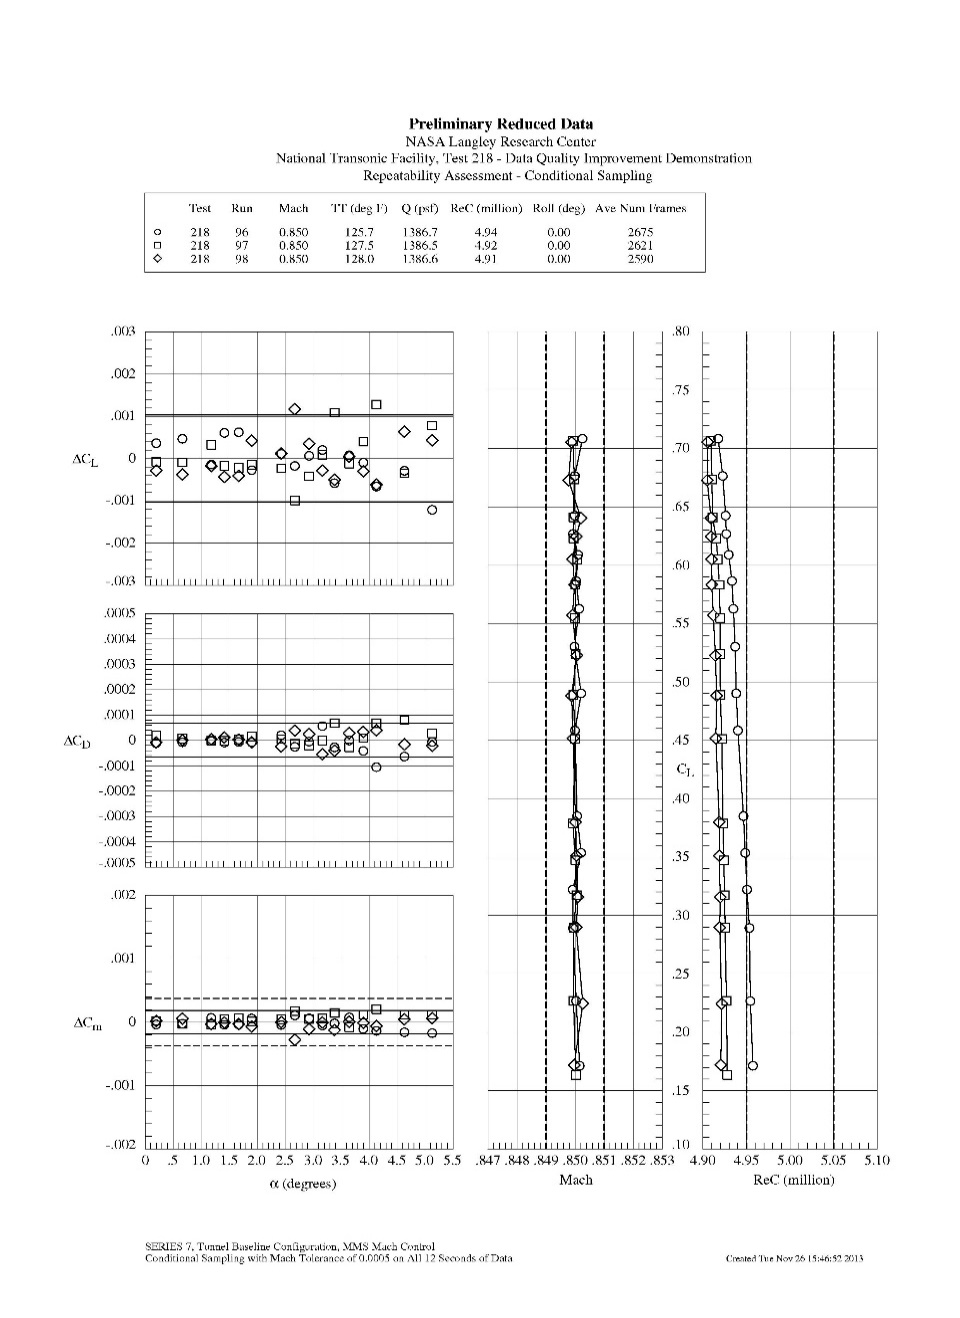 Preliminary Reduced Data
NASA Langley Research Center
National Transonic Facility, Test 218 - Data Quality Improvement Demonstration
Repeatability Assessment - Conditional Sampling
Test Run Mach TT (deg F) Q (psf) ReC (million) Roll (deg) Ave Num Frames
218 96 0.850 125.7 1386.7 4.94 0.00 2675
218 97 0.850 127.5 1386.5 4.92 0.00 2621
218 98 0.850 128.0 1386.6 4.91 0.00 2590
.003
.002
.001
ΔCL 0
-.001
-.002
-.003
.0005
.0004
.0003
.0002
.0001
ΔCD 0
-.0001
-.0002
-.0003
-.0004
-.0005
.002
.001
ΔCm 0
-.001
-.002
0 .5 1.0 1.5 2.0 2.5 3.0 3.5 4.0 4.5 5.0 5.5
α (degrees)
.847 .848 .849 .850 .851 .852 .853
Mach
.80
.75
.70
.65
.60
.55
.50
.45
CL
.40
.35
.30
.25
.20
.15
.10
4.90 4.95 5.00 5.05 5.10
ReC (million)
SERIES 7, Tunnel Baseline Configuration, MMS Mach Control
Conditional Sampling with Mach Tolerance of 0.0005 on All 12 Seconds of Data
Created Tue Nov 26 15:46:52 2013